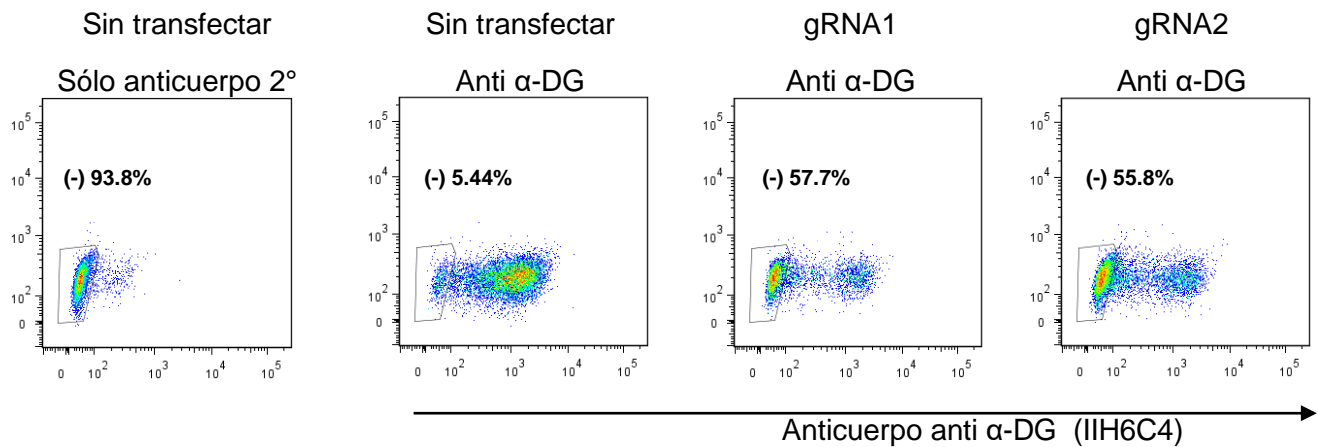 Sin transfectar Sin transfectar gRNA1 gRNA2
Sólo anticuerpo 2° Anti α-DG Anti α-DG Anti α-DG
10^5 10^5 10^5 10^5
(-) 93.8% (-) 5.44% (-) 57.7% (-) 55.8%
10^4 10^4 10^4 10^4
10^3 10^3 10^3 10^3
10^2 10^2 10^2 10^2
0 0 0 0
0 10^2 10^3 10^4 10^5 0 10^2 10^3 10^4 10^5 0 10^2 10^3 10^4 10^5 0 10^2 10^3 10^4 10^5
Anticuerpo anti α-DG (IIH6C4)